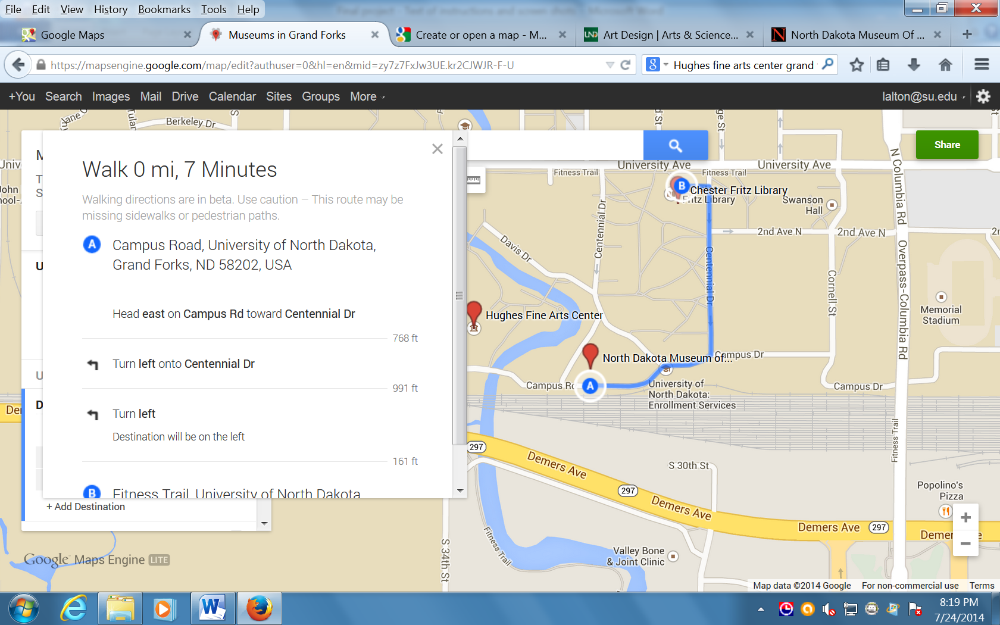 File Edit View History Bookmarks Tools Help
Google Maps
Museums in Grand Forks
Create or open a map - M...
UND Art Design | Arts & Science...
N North Dakota Museum Of ...
https://mapsengine.google.com/map/edit?authuser=0&hl=en&mid=zy7z7FxJw3UE.kr2CJWJR-F-U
Hughes fine arts center grand
+You Search Images Mail Drive Calendar Sites Groups More
lalton@su.edu
Share
Walk 0 mi, 7 Minutes
Walking directions are in beta. Use caution – This route may be
missing sidewalks or pedestrian paths.
A Campus Road, University of North Dakota,
Grand Forks, ND 58202, USA
Head east on Campus Rd toward Centennial Dr
768 ft
Turn left onto Centennial Dr
991 ft
Turn left
Destination will be on the left
161 ft
B Fitness Trail, University of North Dakota
+ Add Destination
Google Maps Engine LITE
Berkeley Dr
University Ave
University Ave
Fitness Trail
Fitness Trail
B
Chester Fritz Library
Fritz Library
Swanson
Hall
2nd Ave N
2nd Ave N
N Columbia Rd
Overpass-Columbia Rd
Centennial Dr
Davis Dr
Centennial Dr
Cornell St
Memorial
Stadium
Hughes Fine Arts Center
North Dakota Museum of...
Campus Dr
A
University of
North Dakota:
Enrollment Services
Campus Dr
297
Demers Ave
S 30th St
Fitness Trail
297
Demers Ave
Popolino's
Pizza
Demers Ave
297
Fitness Trail
S 34th St
Valley Bone
& Joint Clinic
Map data ©2014 Google For non-commercial use Terms
8:19 PM
7/24/2014